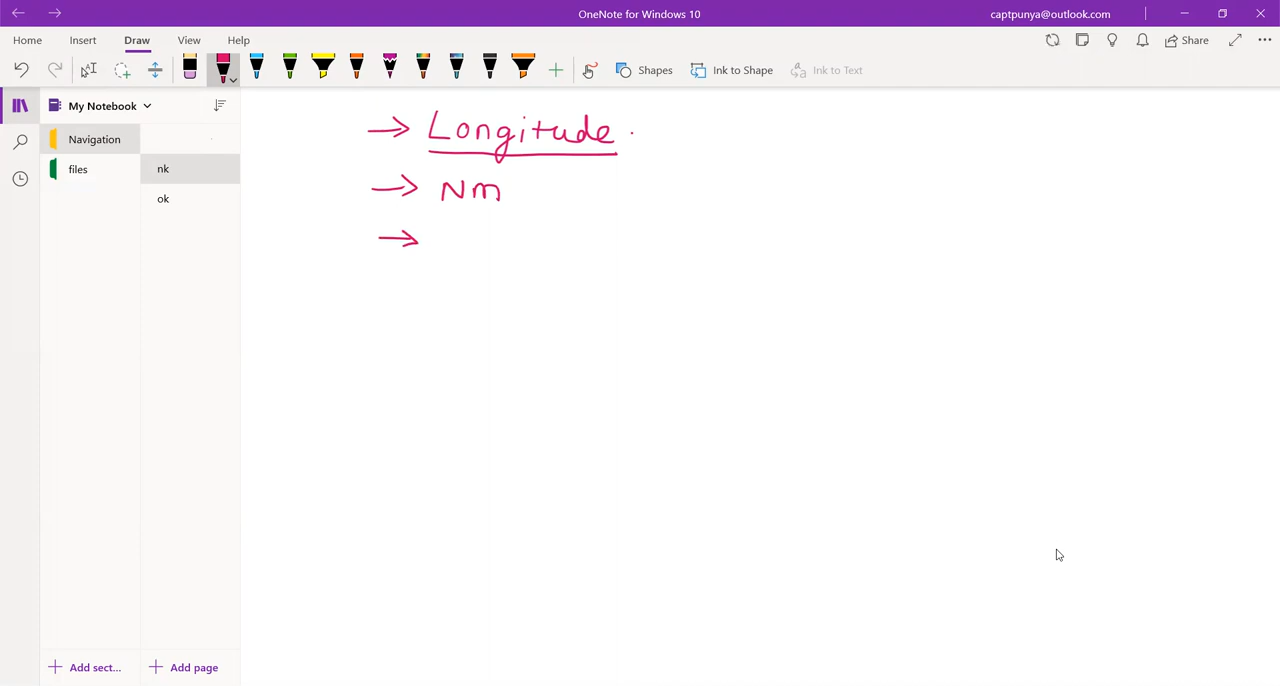 OneNote for Windows 10
captpunya@outlook.com
Home Insert Draw View Help
Share
Shapes Ink to Shape Ink to Text
My Notebook
Navigation
files
nk
ok
→ Longitude.
→ Nm
→
Add sect... Add page